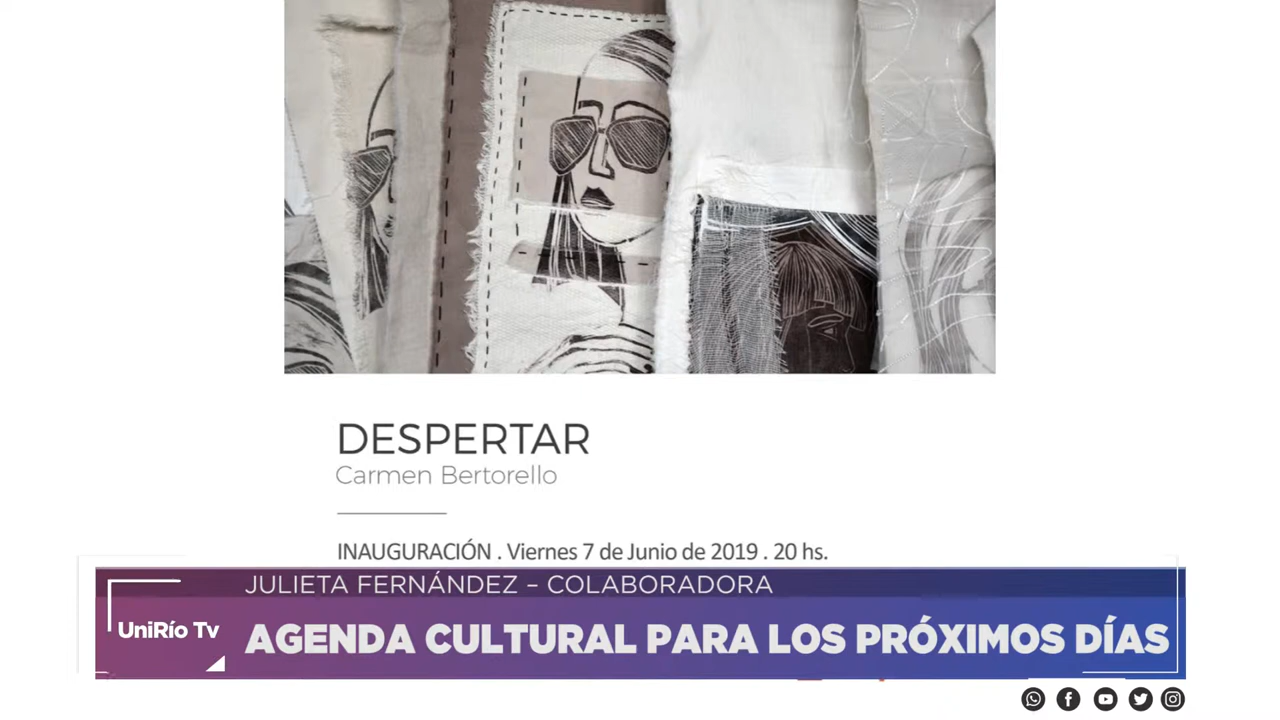 DESPERTAR
Carmen Bertorello
INAUGURACIÓN . Viernes 7 de Junio de 2019 . 20 hs.
JULIETA FERNÁNDEZ – COLABORADORA
UniRío Tv
AGENDA CULTURAL PARA LOS PRÓXIMOS DÍAS